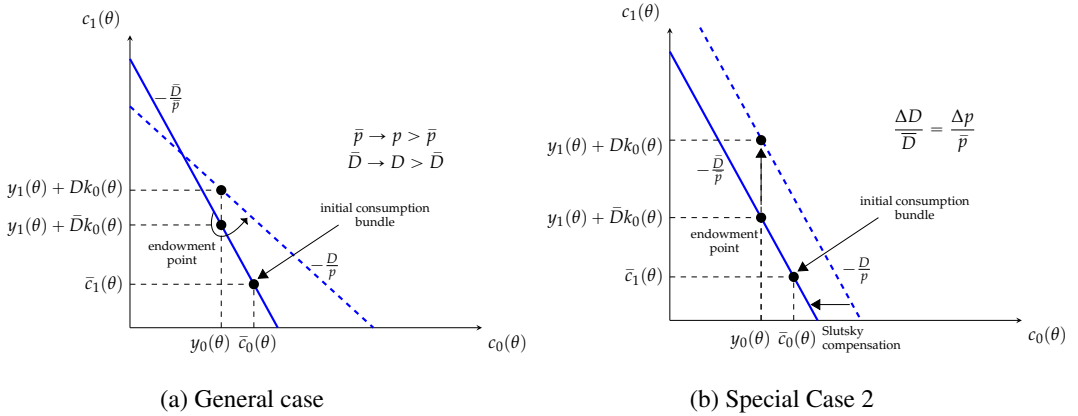 c₁(θ)
−D̄/p̄
p̄ → p > p̄
D̄ → D > D̄
y₁(θ) + Dk₀(θ)
y₁(θ) + D̄k₀(θ)
initial consumption
bundle
endowment
point
−D/p
c̄₁(θ)
y₀(θ) c̄₀(θ)
c₀(θ)
(a) General case
c₁(θ)
ΔD/D̄ = Δp/p̄
y₁(θ) + Dk₀(θ)
−D̄/p̄
initial consumption
bundle
y₁(θ) + D̄k₀(θ)
endowment
point
−D/p
c̄₁(θ)
Slutsky
compensation
y₀(θ) c̄₀(θ)
c₀(θ)
(b) Special Case 2